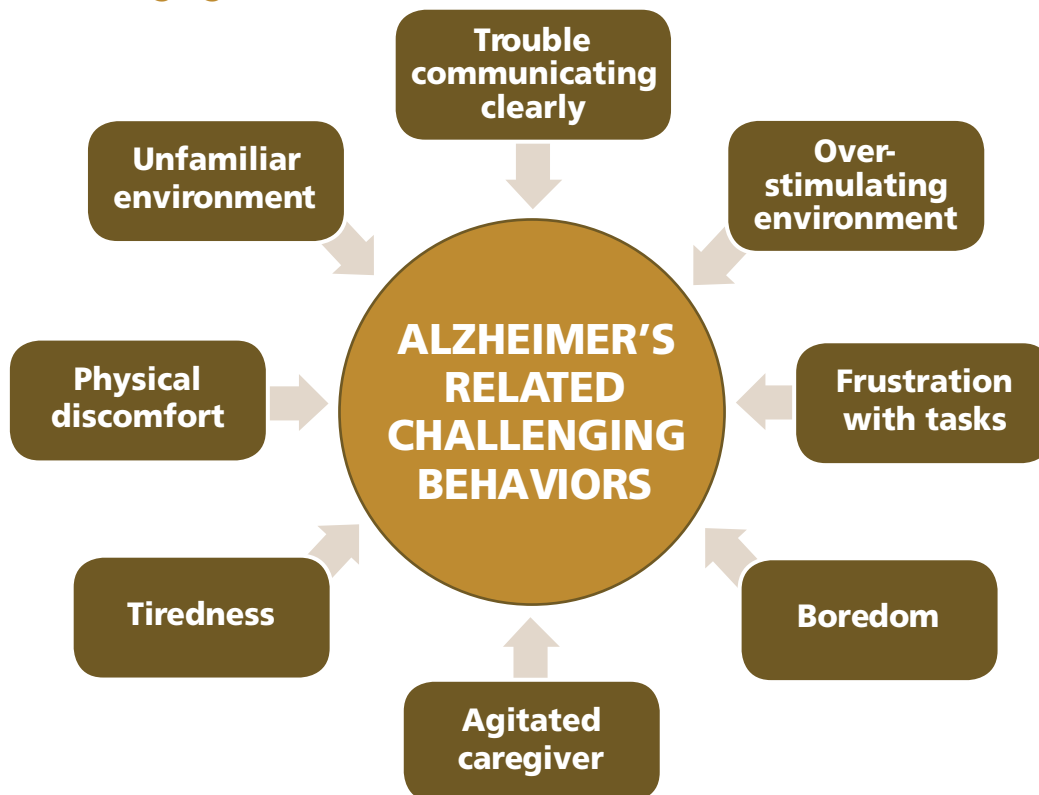 Trouble
communicating
clearly
Over-
stimulating
environment
Frustration
with tasks
Boredom
Agitated
caregiver
Tiredness
Physical
discomfort
Unfamiliar
environment
ALZHEIMER’S
RELATED
CHALLENGING
BEHAVIORS